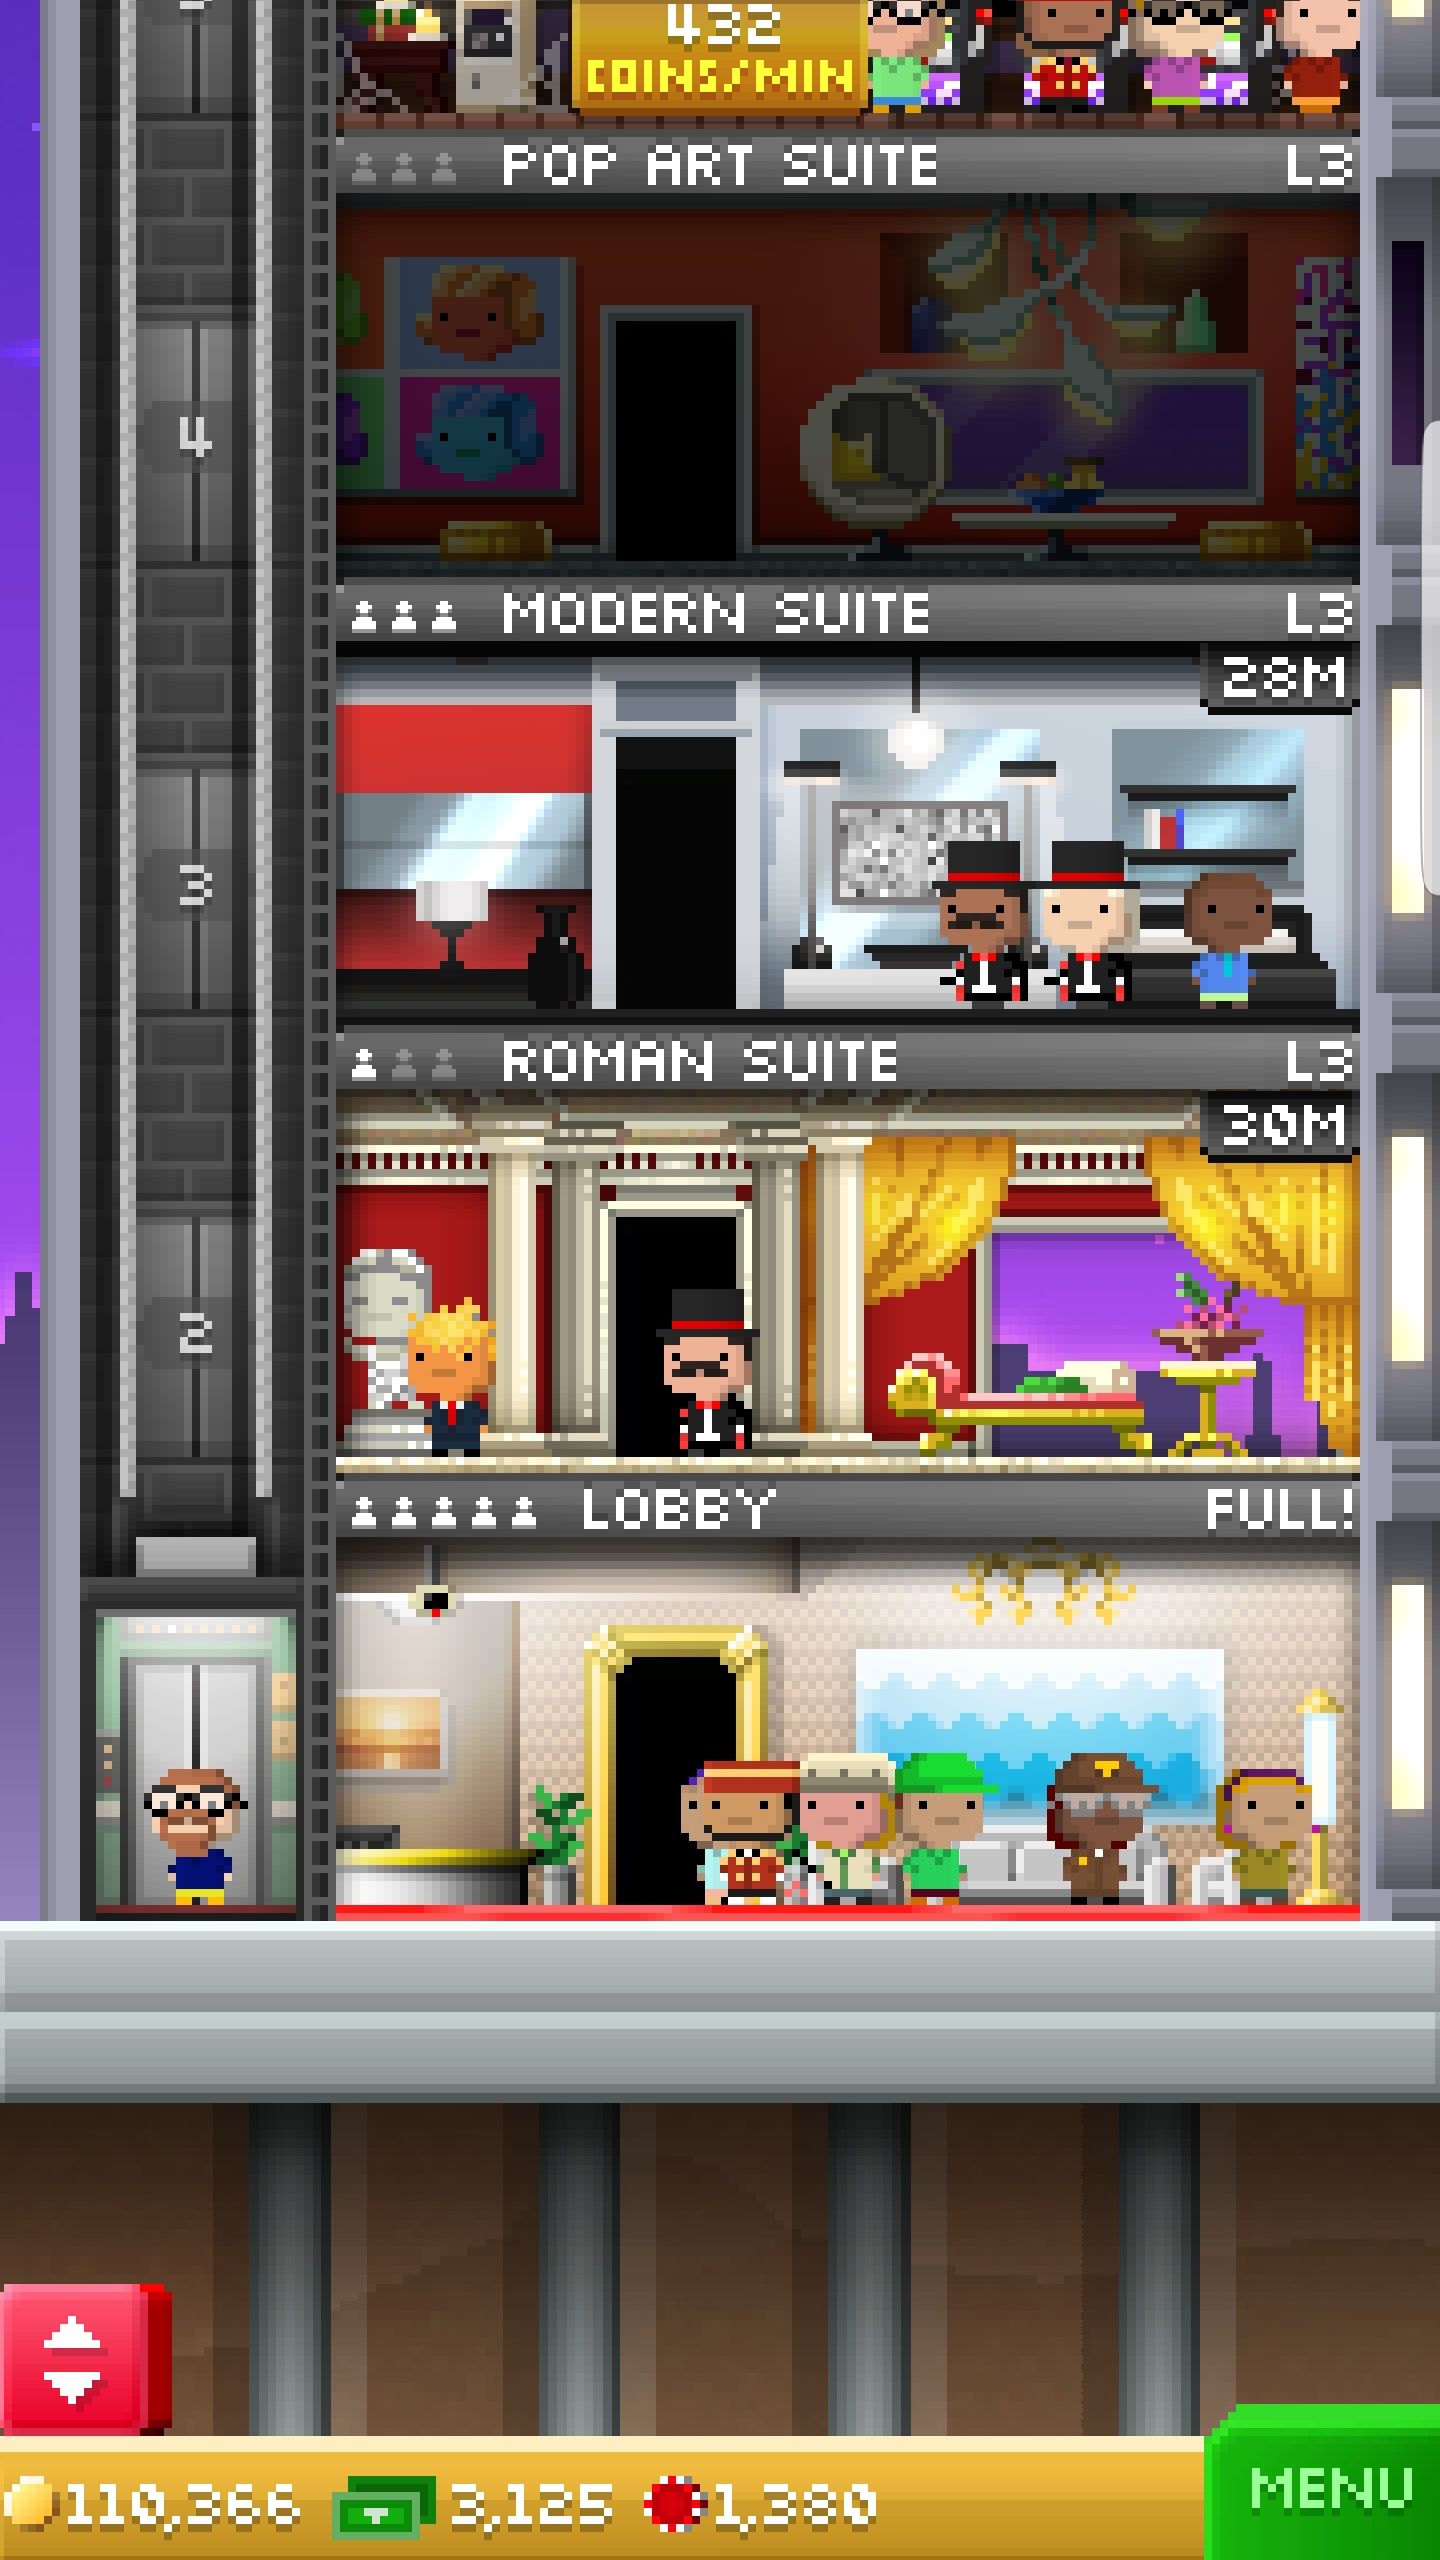 432
COINS/MIN
POP ART SUITE L3
4
MODERN SUITE L3
28M
3
ROMAN SUITE L3
30M
2
LOBBY FULL!
110,366 3,125 1,380
MENU